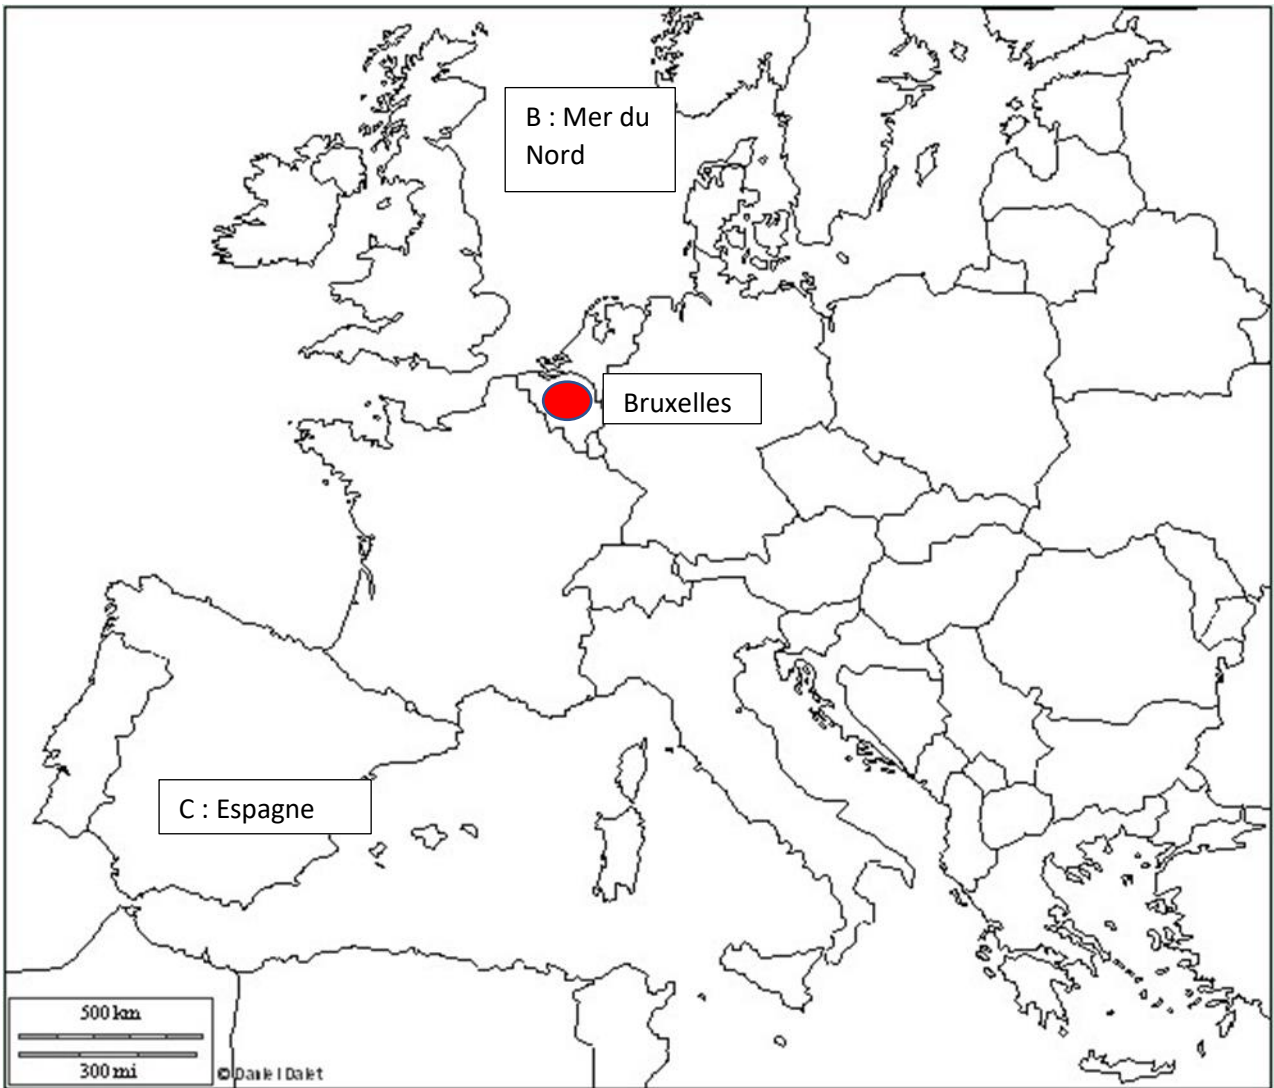 B : Mer du
Nord
Bruxelles
C : Espagne
500 km
300 mi
© Daniel Dalet